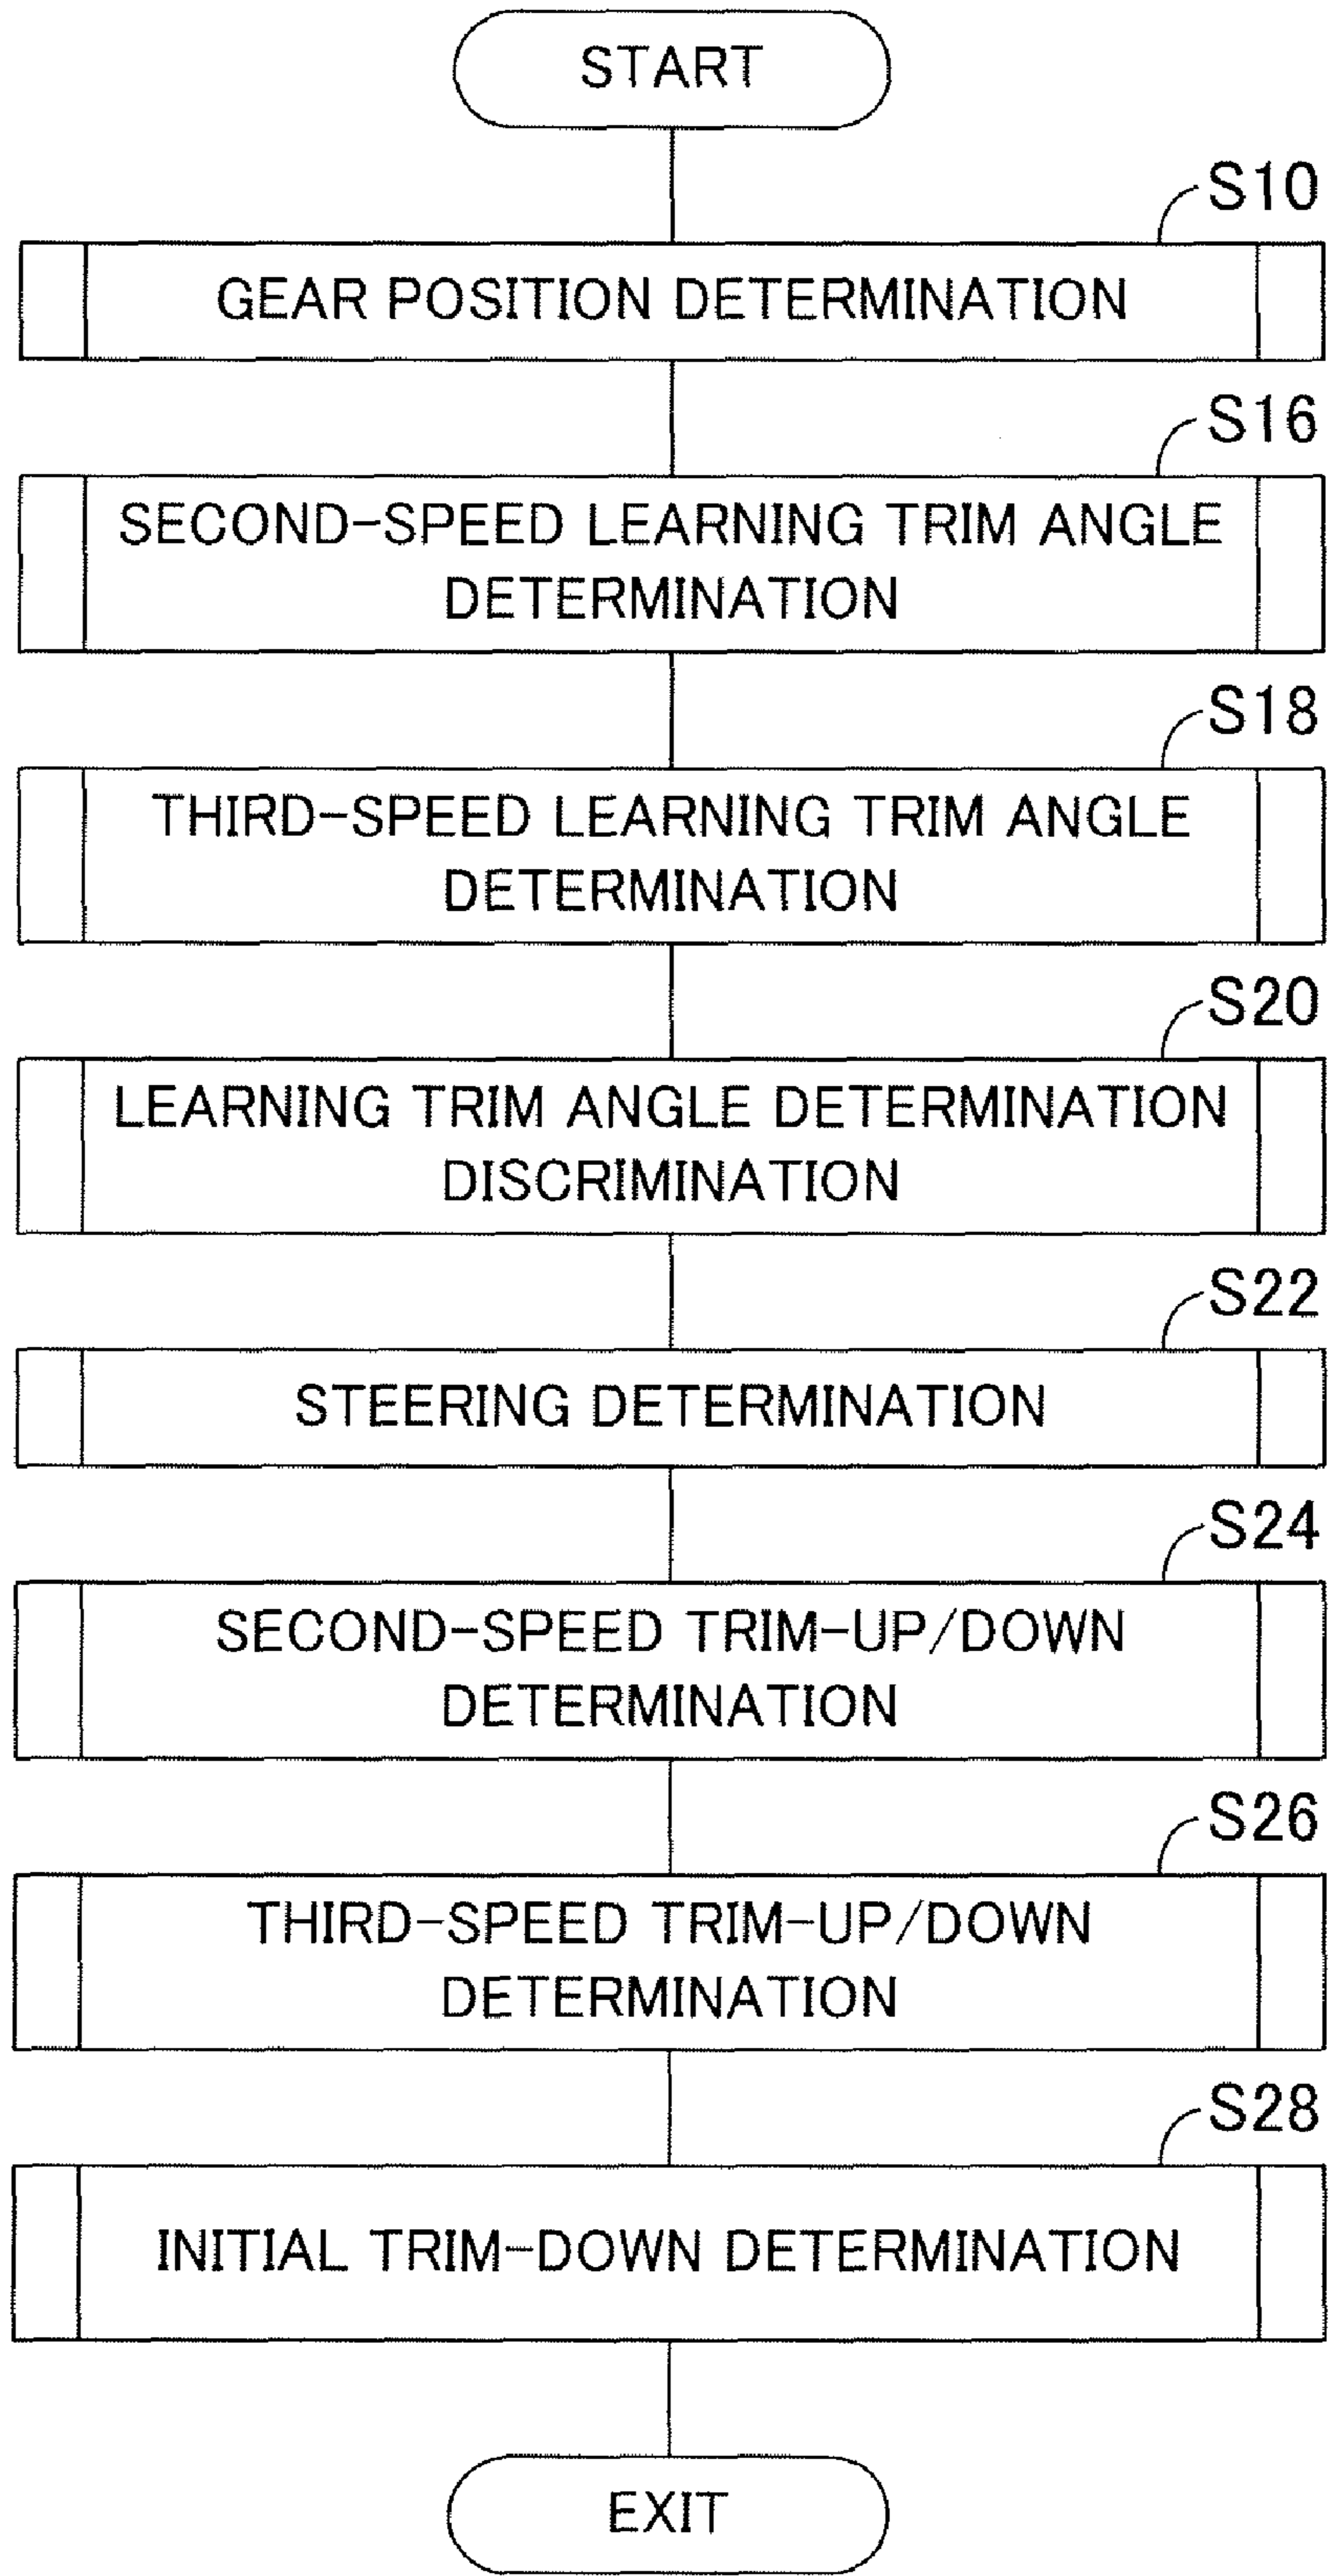 START
S10
GEAR POSITION DETERMINATION
S16
SECOND-SPEED LEARNING TRIM ANGLE
DETERMINATION
S18
THIRD-SPEED LEARNING TRIM ANGLE
DETERMINATION
S20
LEARNING TRIM ANGLE DETERMINATION
DISCRIMINATION
S22
STEERING DETERMINATION
S24
SECOND-SPEED TRIM-UP/DOWN
DETERMINATION
S26
THIRD-SPEED TRIM-UP/DOWN
DETERMINATION
S28
INITIAL TRIM-DOWN DETERMINATION
EXIT